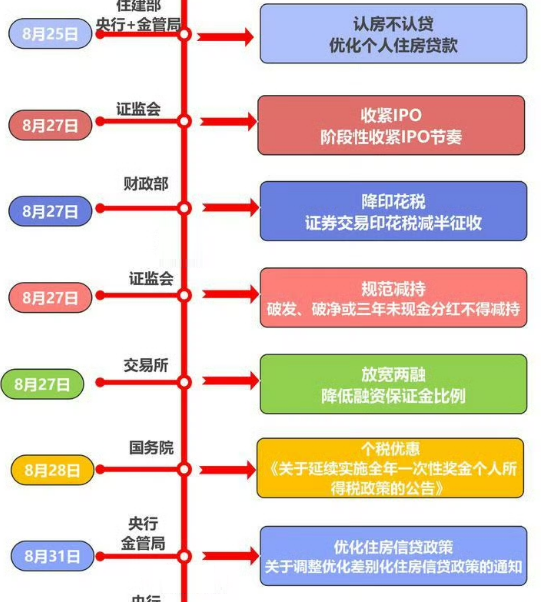 住建部
央行+金管局
8月25日
认房不认贷
优化个人住房贷款
证监会
8月27日
收紧IPO
阶段性收紧IPO节奏
财政部
8月27日
降印花税
证券交易印花税减半征收
证监会
8月27日
规范减持
破发、破净或三年未现金分红不得减持
交易所
8月27日
放宽两融
降低融资保证金比例
国务院
8月28日
个税优惠
《关于延续实施全年一次性奖金个人所
得税政策的公告》
央行
金管局
8月31日
优化住房信贷政策
关于调整优化差别化住房信贷政策的通知
央行